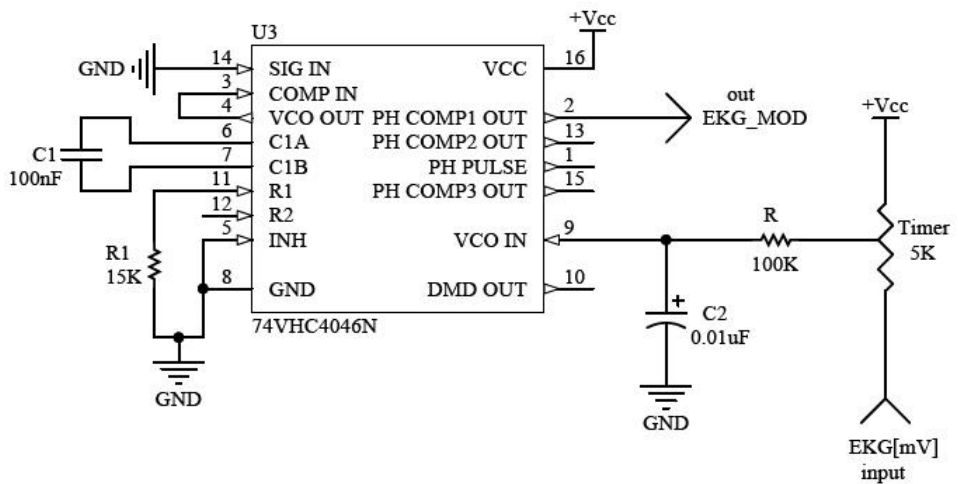 U3
+Vcc
GND
14
SIG IN
VCC
16
3
COMP IN
4
VCO OUT
PH COMP1 OUT
2
out
EKG_MOD
+Vcc
6
C1A
PH COMP2 OUT
13
C1
100nF
7
C1B
PH PULSE
1
11
R1
PH COMP3 OUT
15
12
R2
5
INH
VCO IN
9
R
100K
Timer
5K
R1
15K
8
GND
DMD OUT
10
C2
0.01uF
+
74VHC4046N
GND
GND
EKG[mV]
input